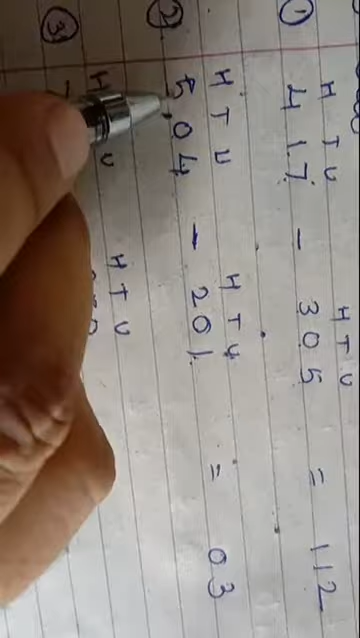 H T U   H T U
① 417 - 305 = 112
H T U   H T U
② 504 - 201 = 03
③ H T U   H T U